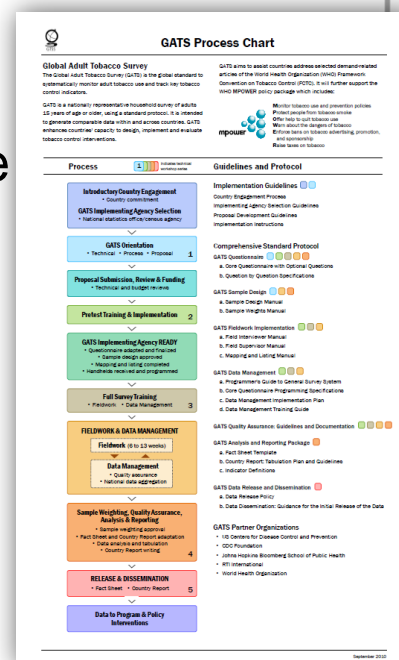 e
GATS
GATS Process Chart
Global Adult Tobacco Survey
The Global Adult Tobacco Survey (GATS) is the global standard to
systematically monitor adult tobacco use and track key tobacco
control indicators.
GATS is a nationally representative household survey of adults
15 years of age or older, using a standard protocol. It is intended
to generate comparable data within and across countries. GATS
enhances countries' capacity to design, implement and evaluate
tobacco control interventions.
GATS aims to assist countries address selected demand-related
articles of the World Health Organization (WHO) Framework
Convention on Tobacco Control (FCTC). It will further support the
WHO MPOWER policy package which includes:
mpower
Monitor tobacco use and prevention policies
Protect people from tobacco smoke
Offer help to quit tobacco use
Warn about the dangers of tobacco
Enforce bans on tobacco advertising, promotion,
and sponsorship
Raise taxes on tobacco
Process
1
Indicates technical
workshop series
Guidelines and Protocol
Introductory Country Engagement
• Country commitment
GATS Implementing Agency Selection
• National statistics office/census agency
GATS Orientation
• Technical • Process • Proposal
1
Proposal Submission, Review & Funding
• Technical and budget reviews
Pretest Training & Implementation
2
GATS Implementing Agency READY
• Questionnaire adapted and finalized
• Sample design approved
• Mapping and listing completed
• Handhelds received and programmed
Full Survey Training
• Fieldwork • Data Management
3
FIELDWORK & DATA MANAGEMENT
Fieldwork (6 to 13 weeks)
Data Management
• Quality assurance
• National data aggregation
Sample Weighting, Quality Assurance,
Analysis & Reporting
• Sample weighting approval
• Fact Sheet and Country Report adaptation
• Data analysis and tabulation
• Country Report writing
4
RELEASE & DISSEMINATION
• Fact Sheet • Country Report
5
Data to Program & Policy
Interventions
Implementation Guidelines
Country Engagement Process
Implementing Agency Selection Guidelines
Proposal Development Guidelines
Implementation Instructions
Comprehensive Standard Protocol
GATS Questionnaire
a. Core Questionnaire with Optional Questions
b. Question by Question Specifications
GATS Sample Design
a. Sample Design Manual
b. Sample Weights Manual
GATS Fieldwork Implementation
a. Field Interviewer Manual
b. Field Supervisor Manual
c. Mapping and Listing Manual
GATS Data Management
a. Programmer's Guide to General Survey System
b. Core Questionnaire Programming Specifications
c. Data Management Implementation Plan
d. Data Management Training Guide
GATS Quality Assurance: Guidelines and Documentation
GATS Analysis and Reporting Package
a. Fact Sheet Template
b. Country Report: Tabulation Plan and Guidelines
c. Indicator Definitions
GATS Data Release and Dissemination
a. Data Release Policy
b. Data Dissemination: Guidance for the Initial Release of the Data
GATS Partner Organizations
• US Centers for Disease Control and Prevention
• CDC Foundation
• Johns Hopkins Bloomberg School of Public Health
• RTI International
• World Health Organization
September 2010